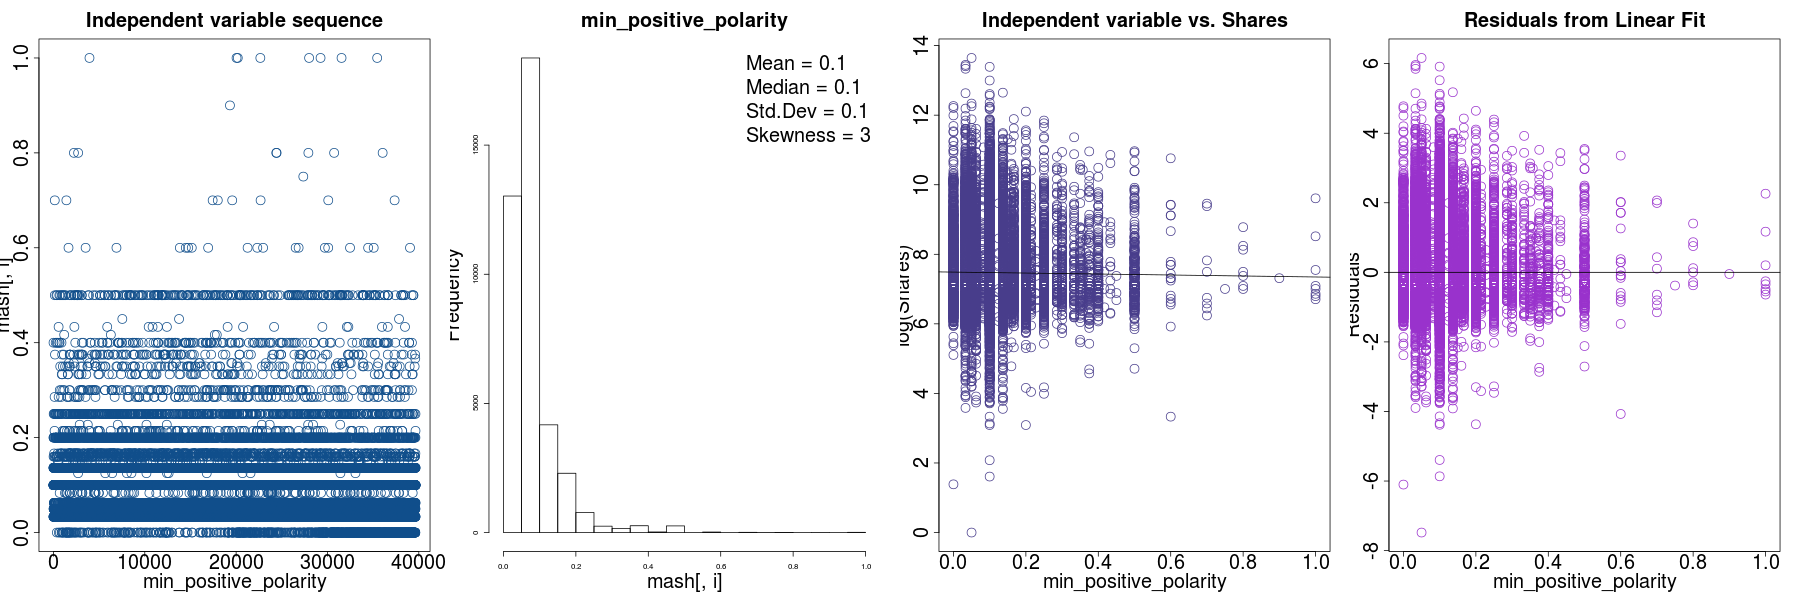 Independent variable sequence
mash[, i]
1.0
0.8
0.6
0.4
0.2
0.0
0 10000 20000 30000 40000
min_positive_polarity
min_positive_polarity
Mean = 0.1
Median = 0.1
Std.Dev = 0.1
Skewness = 3
Frequency
15000
10000
5000
0
0.0 0.2 0.4 0.6 0.8 1.0
mash[, i]
Independent variable vs. Shares
log(Shares)
14
12
10
8
6
4
2
0
0.0 0.2 0.4 0.6 0.8 1.0
min_positive_polarity
Residuals from Linear Fit
Residuals
6
4
2
0
-2
-4
-6
-8
0.0 0.2 0.4 0.6 0.8 1.0
min_positive_polarity